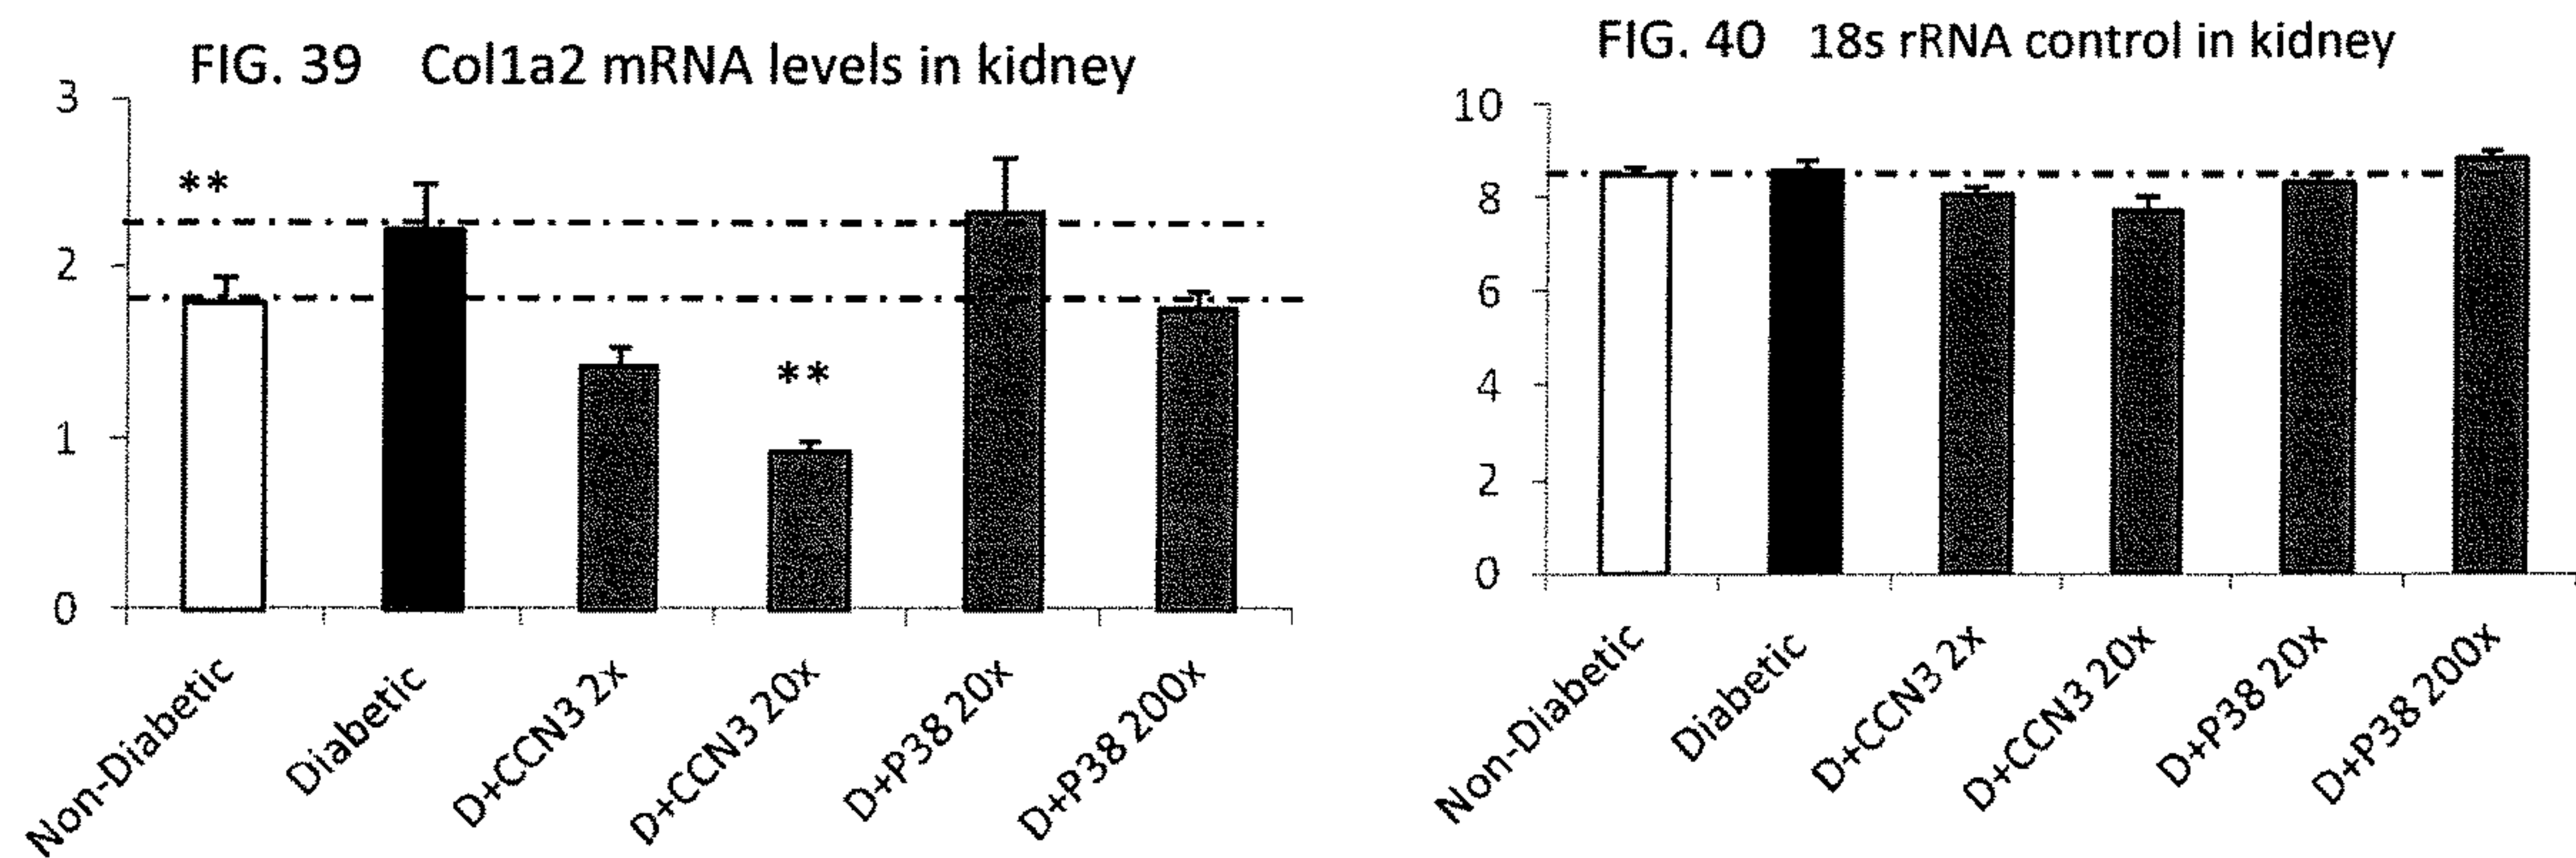 FIG. 39 Col1a2 mRNA levels in kidney
3
2
1
0
**
**
Non-Diabetic
Diabetic
D+CCN3 2x
D+CCN3 20x
D+P38 20x
D+P38 200x
FIG. 40 18s rRNA control in kidney
10
8
6
4
2
0
Non-Diabetic
Diabetic
D+CCN3 2x
D+CCN3 20x
D+P38 20x
D+P38 200x